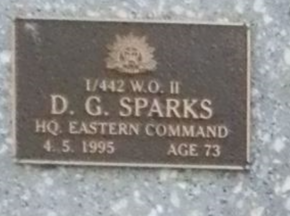 1/442 W.O. II
D. G. SPARKS
HQ. EASTERN COMMAND
4. 5. 1995 AGE 73